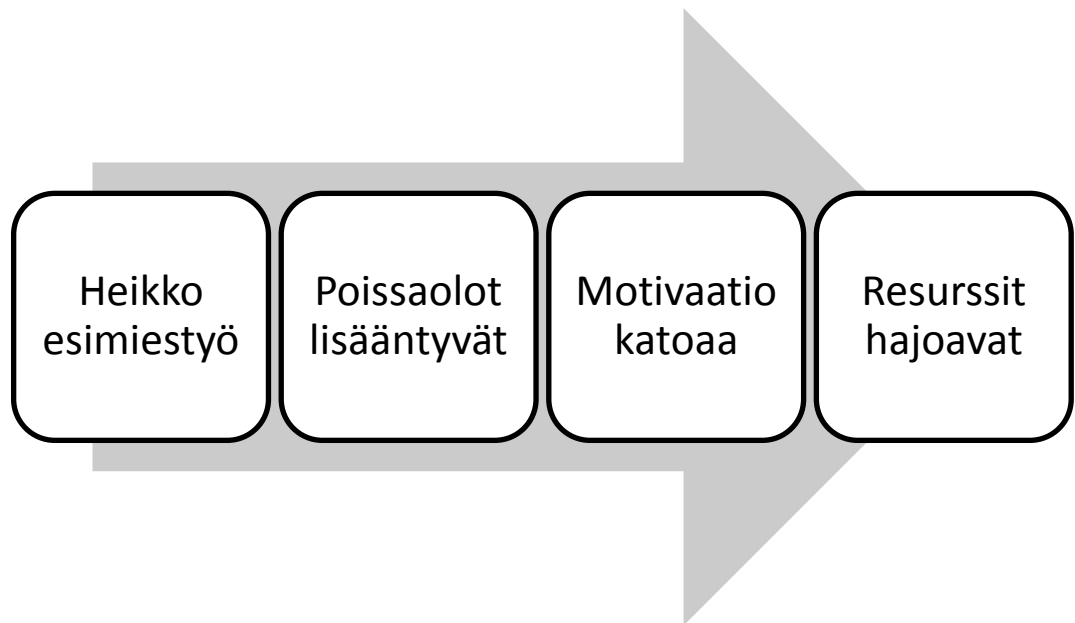 Heikko
esimiestyö
Poissaolot
lisääntyvät
Motivaatio
katoaa
Resurssit
hajoavat